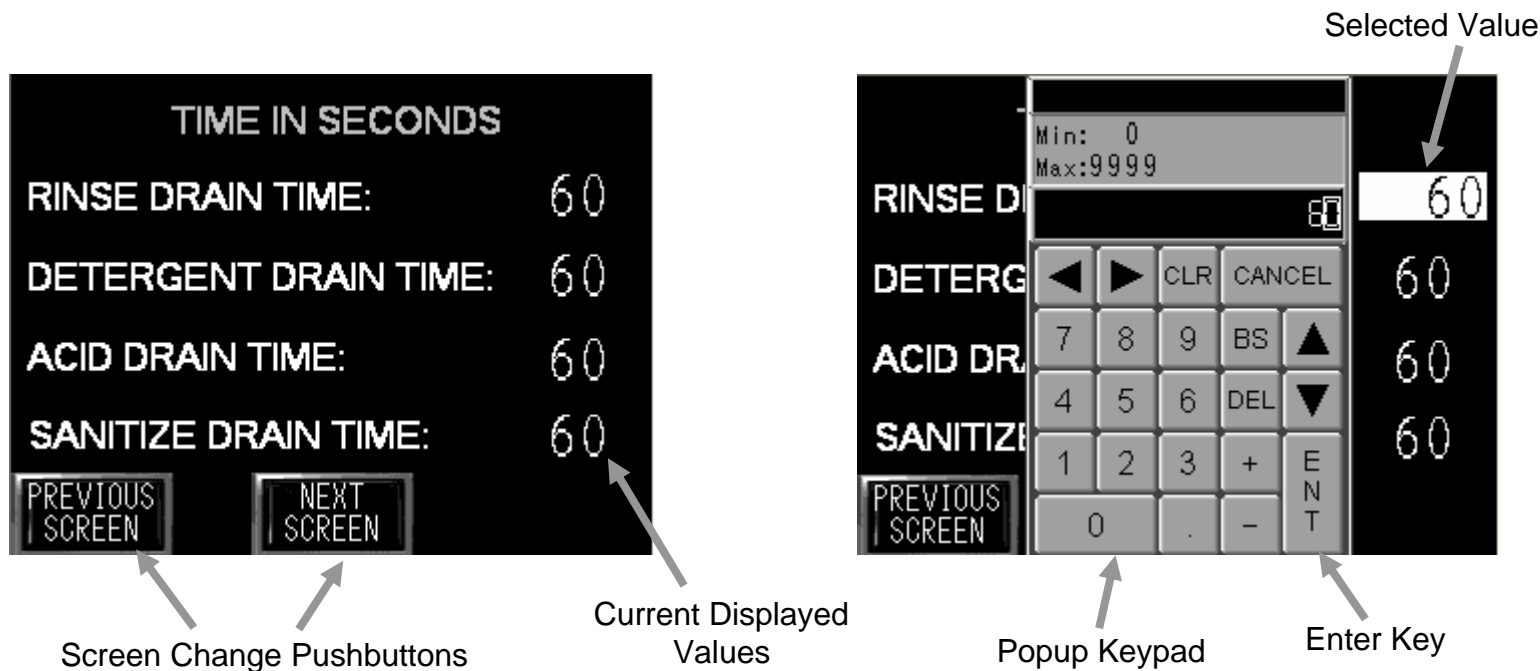 Selected Value
TIME IN SECONDS
RINSE DRAIN TIME: 60
DETERGENT DRAIN TIME: 60
ACID DRAIN TIME: 60
SANITIZE DRAIN TIME: 60
PREVIOUS
SCREEN
NEXT
SCREEN
Min: 0
Max:9999
60
RINSE D 60
DETERG 60
ACID DR 60
SANITIZ 60
CLR CANCEL
7 8 9 BS
4 5 6 DEL
1 2 3 +
0 . −
ENT
PREVIOUS
SCREEN
Screen Change Pushbuttons
Current Displayed
Values
Popup Keypad
Enter Key